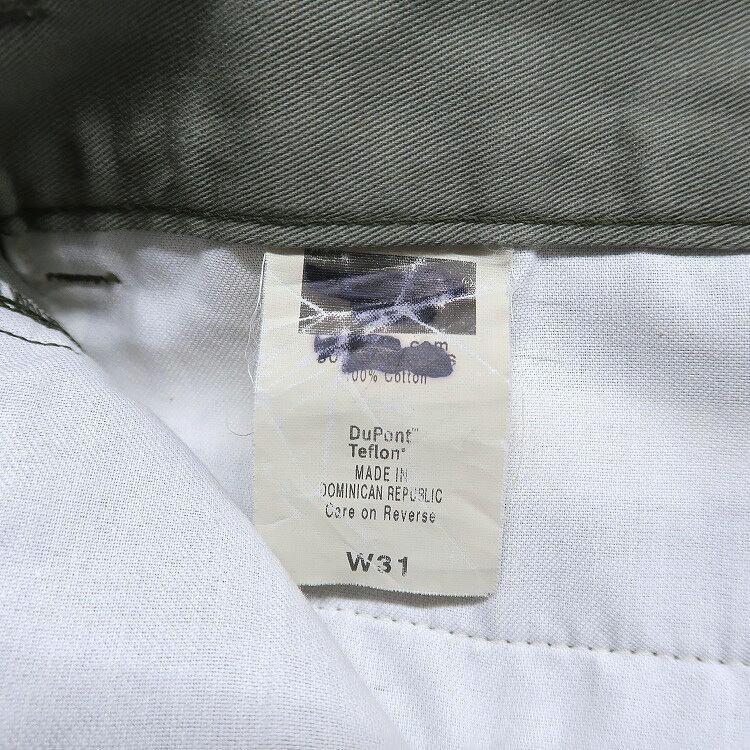 com
100% Cotton
DuPont™
Teflon®
MADE IN
DOMINICAN REPUBLIC
Care on Reverse
W31